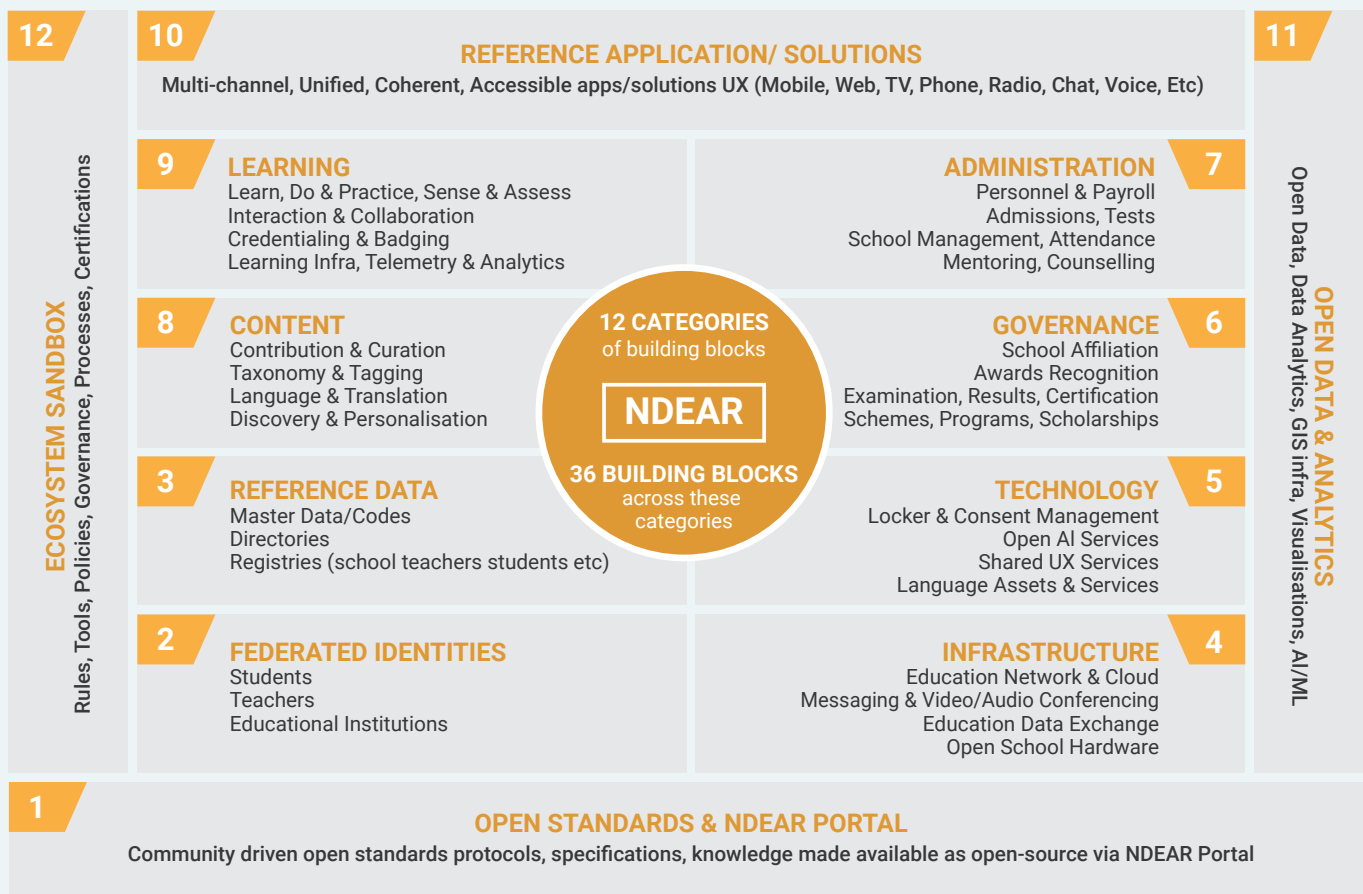 12
ECOSYSTEM SANDBOX
Rules, Tools, Policies, Governance, Processes, Certifications
10
REFERENCE APPLICATION/ SOLUTIONS
Multi-channel, Unified, Coherent, Accessible apps/solutions UX (Mobile, Web, TV, Phone, Radio, Chat, Voice, Etc)
11
OPEN DATA & ANALYTICS
Open Data, Data Analytics, GIS infra, Visualisations, AI/ML
9
LEARNING
Learn, Do & Practice, Sense & Assess
Interaction & Collaboration
Credentialing & Badging
Learning Infra, Telemetry & Analytics
7
ADMINISTRATION
Personnel & Payroll
Admissions, Tests
School Management, Attendance
Mentoring, Counselling
8
CONTENT
Contribution & Curation
Taxonomy & Tagging
Language & Translation
Discovery & Personalisation
12 CATEGORIES
of building blocks
NDEAR
36 BUILDING BLOCKS
across these
categories
6
GOVERNANCE
School Affiliation
Awards Recognition
Examination, Results, Certification
Schemes, Programs, Scholarships
3
REFERENCE DATA
Master Data/Codes
Directories
Registries (school teachers students etc)
5
TECHNOLOGY
Locker & Consent Management
Open AI Services
Shared UX Services
Language Assets & Services
2
FEDERATED IDENTITIES
Students
Teachers
Educational Institutions
4
INFRASTRUCTURE
Education Network & Cloud
Messaging & Video/Audio Conferencing
Education Data Exchange
Open School Hardware
1
OPEN STANDARDS & NDEAR PORTAL
Community driven open standards protocols, specifications, knowledge made available as open-source via NDEAR Portal